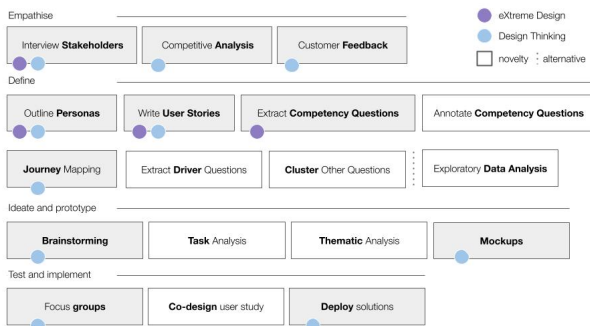 Empathise
eXtreme Design
Interview Stakeholders
Competitive Analysis
Customer Feedback
Design Thinking
novelty
alternative
Define
Outline Personas
Write User Stories
Extract Competency Questions
Annotate Competency Questions
Journey Mapping
Extract Driver Questions
Cluster Other Questions
Exploratory Data Analysis
Ideate and prototype
Brainstorming
Task Analysis
Thematic Analysis
Mockups
Test and implement
Focus groups
Co-design user study
Deploy solutions